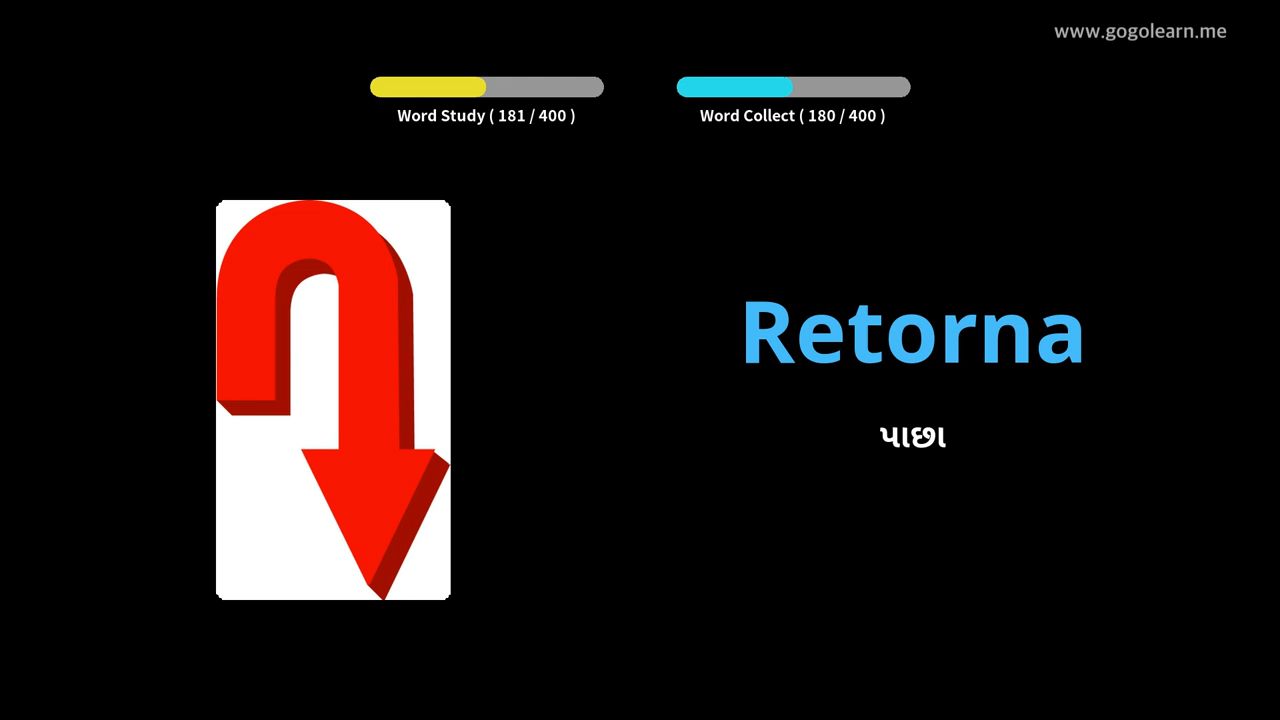 www.gogolearn.me
Word Study ( 181 / 400 )
Word Collect ( 180 / 400 )
Retorna
પાછા